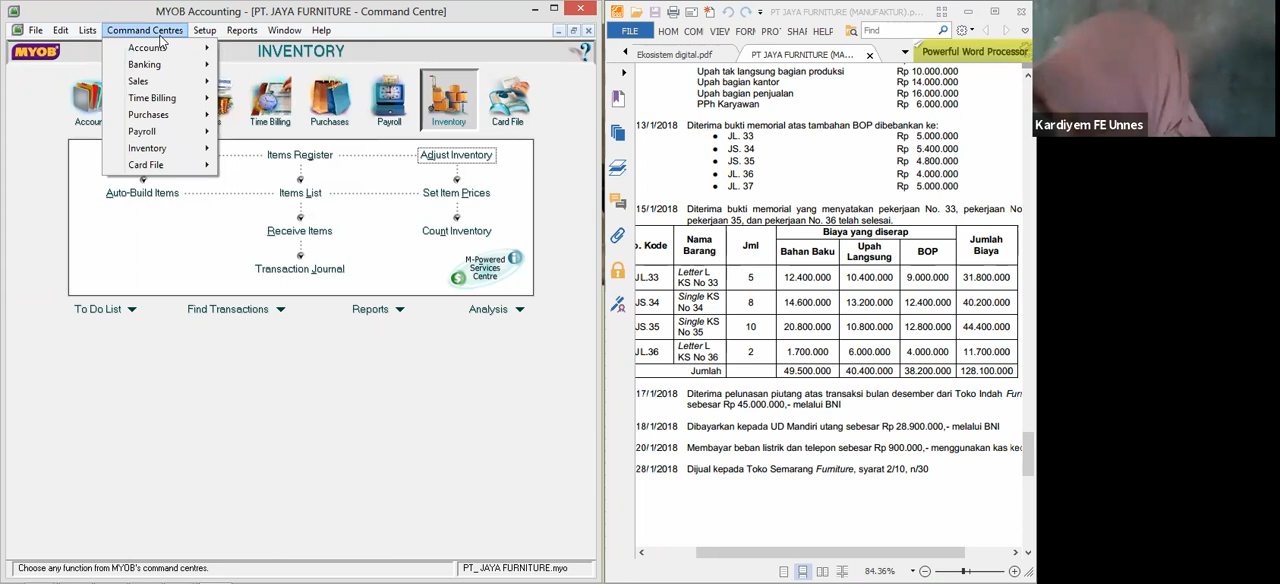 MYOB Accounting - [PT. JAYA FURNITURE - Command Centre]
File Edit Lists Command Centres Setup Reports Window Help
MYOB INVENTORY
Accounts
Banking
Sales
Time Billing
Purchases
Payroll
Inventory
Card File
Accou
Time Billing Purchases Payroll Inventory Card File
Items Register Adjust Inventory
Auto-Build Items Items List Set Item Prices
Receive Items Count Inventory
Transaction Journal
M-Powered
Services
Centre
To Do List Find Transactions Reports Analysis
Choose any function from MYOB's command centres. PT_ JAYA FURNITURE.myo
PT JAYA FURNITURE (MANUFAKTUR).p...
FILE HOM COM VIEV FORN PRO' SHAR HELP Find
Ekosistem digital.pdf PT JAYA FURNITURE (MA... Powerful Word Processor
Upah tak langsung bagian produksi Rp 10.000.000
Upah bagian kantor Rp 14.000.000
Upah bagian penjualan Rp 16.000.000
PPh Karyawan Rp 6.000.000
13/1/2018 Diterima bukti memorial atas tambahan BOP dibebankan ke:
• JL. 33 Rp 5.000.000
• JS. 34 Rp 5.400.000
• JS. 35 Rp 4.800.000
• JL. 36 Rp 4.000.000
• JL. 37 Rp 5.000.000
15/1/2018 Diterima bukti memorial yang menyatakan pekerjaan No. 33, pekerjaan No
pekerjaan 35, dan pekerjaan No. 36 telah selesai.
o. Kode Nama Barang Jml Biaya yang diserap Jumlah Biaya
Bahan Baku Upah Langsung BOP
JL.33 Letter L KS No 33 5 12.400.000 10.400.000 9.000.000 31.800.000
JS.34 Single KS No 34 8 14.600.000 13.200.000 12.400.000 40.200.000
JS.35 Single KS No 35 10 20.800.000 10.800.000 12.800.000 44.400.000
JL.36 Letter L KS No 36 2 1.700.000 6.000.000 4.000.000 11.700.000
Jumlah 49.500.000 40.400.000 38.200.000 128.100.000
17/1/2018 Diterima pelunasan piutang atas transaksi bulan desember dari Toko Indah Furn
sebesar Rp 45.000.000,- melalui BNI
18/1/2018 Dibayarkan kepada UD Mandiri utang sebesar Rp 28.900.000,- melalui BNI
20/1/2018 Membayar beban listrik dan telepon sebesar Rp 900.000,- menggunakan kas kec
28/1/2018 Dijual kepada Toko Semarang Furniture, syarat 2/10, n/30
84.36%
Kardiyem FE Unnes